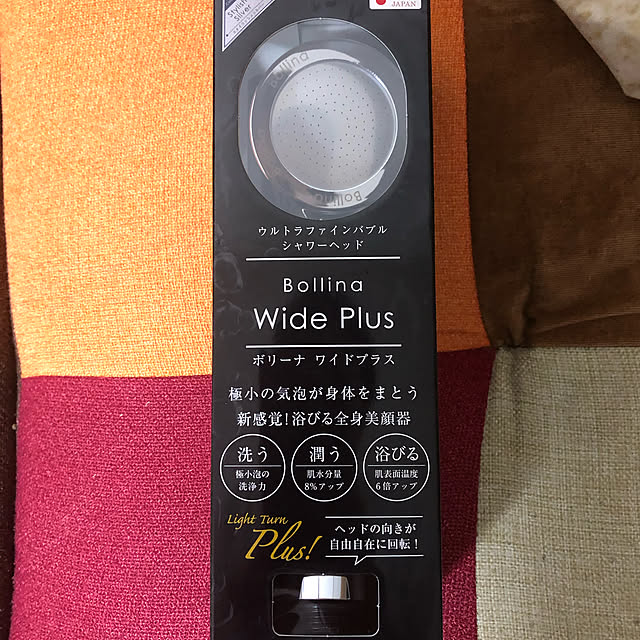 Stylish
Silver
JAPAN
Bollina
Bollina
ウルトラファインバブル
シャワーヘッド
Bollina
Wide Plus
ボリーナ ワイドプラス
極小の気泡が身体をまとう
新感覚!浴びる全身美顔器
洗う
極小泡の
洗浄力
潤う
肌水分量
8%アップ
浴びる
肌表面温度
6倍アップ
Light Turn
Plus!
ヘッドの向きが
自由自在に回転!